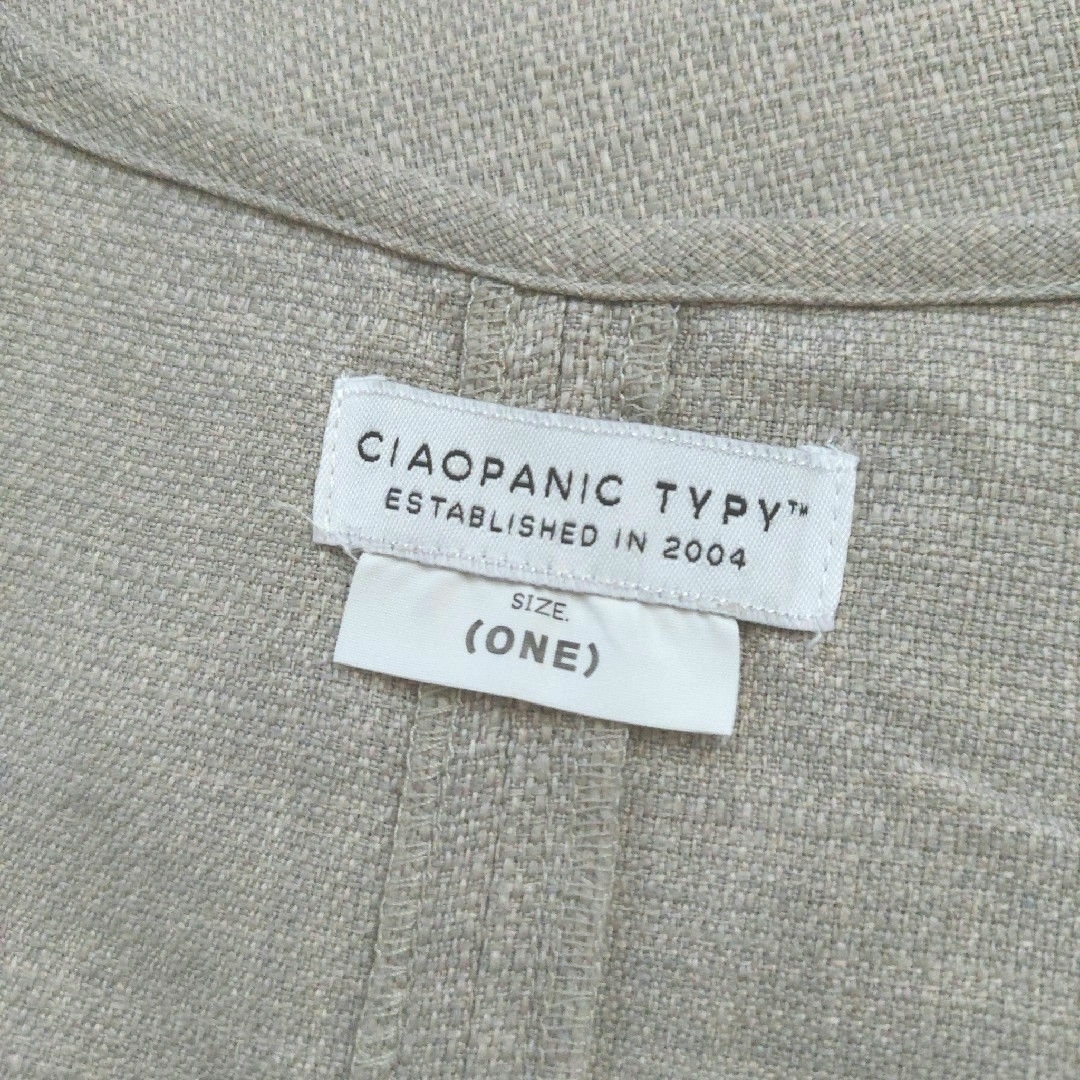 CIAOPANIC TYPY™
ESTABLISHED IN 2004
SIZE.
(ONE)